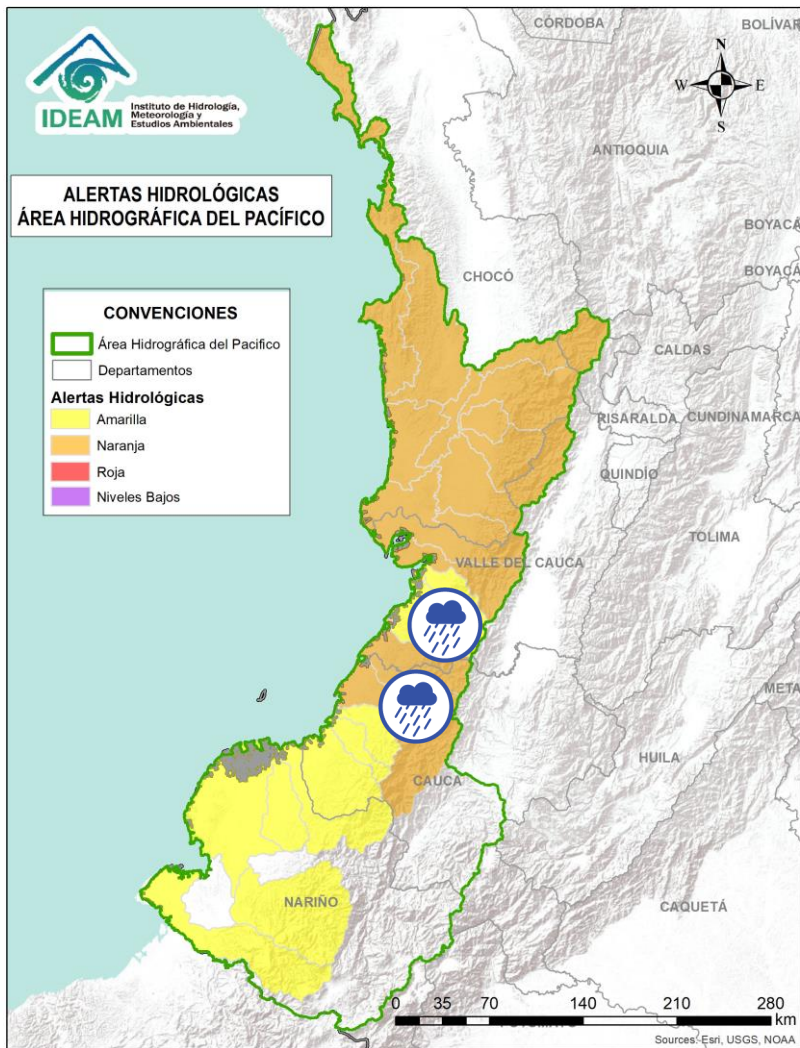 IDEAM
Instituto de Hidrología,
Meteorología y
Estudios Ambientales
ALERTAS HIDROLÓGICAS
ÁREA HIDROGRÁFICA DEL PACÍFICO
CONVENCIONES
Área Hidrográfica del Pacifico
Departamentos
Alertas Hidrológicas
Amarilla
Naranja
Roja
Niveles Bajos
N
W E
S
CÓRDOBA
BOLÍVAR
ANTIOQUIA
BOYACÁ
BOYACÁ
CHOCÓ
CALDAS
RISARALDA
CUNDINAMARCA
QUINDÍO
TOLIMA
VALLE DEL CAUCA
META
HUILA
CAUCA
NARIÑO
CAQUETÁ
0 35 70 140 210 280
km
Sources: Esri, USGS, NOAA